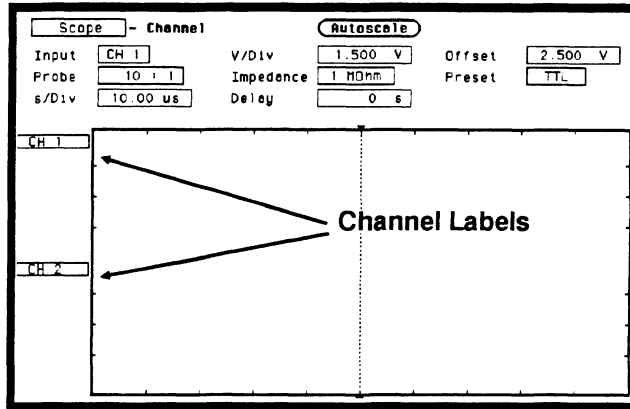 Scope - Channel Autoscale
Input CH 1 V/Div 1.500 V Offset 2.500 V
Probe 10 : 1 Impedance 1 MOhm Preset TTL
s/Div 10.00 us Delay 0 s
CH 1
Channel Labels
CH 2